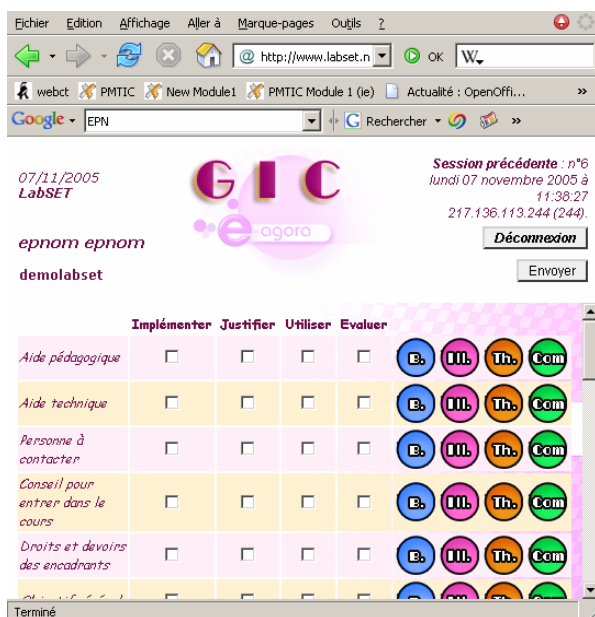 Fichier Edition Affichage Aller à Marque-pages Outils ?
@ http://www.labset.n OK W.
webct PMTIC New Module1 PMTIC Module 1 (ie) Actualité : OpenOffi... »
Google EPN G Rechercher »
07/11/2005
LabSET
GIC
e agora
Session précédente : n°6
lundi 07 novembre 2005 à
11:38:27
217.136.113.244 (244).
Déconnexion
epnom epnom
demolabset
Envoyer
Implémenter Justifier Utiliser Evaluer
Aide pédagogique B. Ill. Th. Com
Aide technique B. Ill. Th. Com
Personne à
contacter B. Ill. Th. Com
Conseil pour
entrer dans le
cours B. Ill. Th. Com
Droits et devoirs
des encadrants B. Ill. Th. Com
Terminé